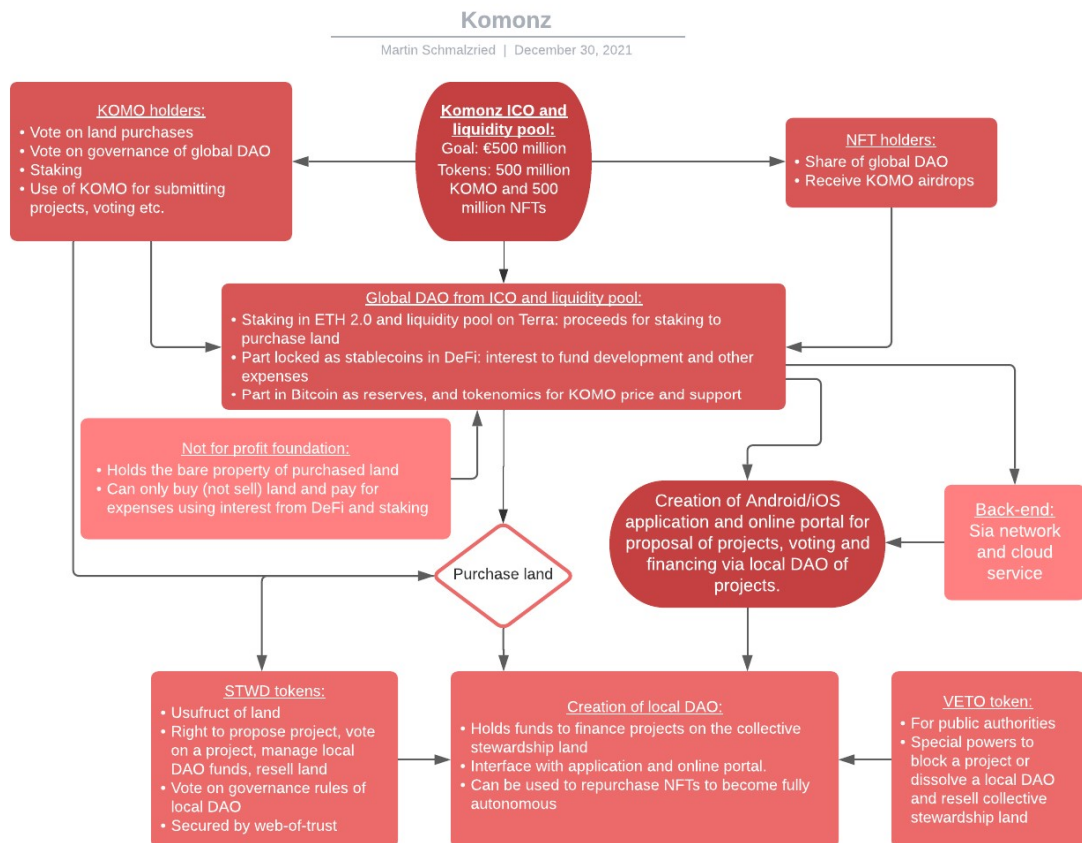 Komonz
Martin Schmalzried | December 30, 2021
KOMO holders:
• Vote on land purchases
• Vote on governance of global DAO
• Staking
• Use of KOMO for submitting
projects, voting etc.
Komonz ICO and
liquidity pool:
Goal: €500 million
Tokens: 500 million
KOMO and 500
million NFTs
NFT holders:
• Share of global DAO
• Receive KOMO airdrops
Global DAO from ICO and liquidity pool:
• Staking in ETH 2.0 and liquidity pool on Terra: proceeds for staking to
purchase land
• Part locked as stablecoins in DeFi: interest to fund development and other
expenses
• Part in Bitcoin as reserves, and tokenomics for KOMO price and support
Not for profit foundation:
• Holds the bare property of purchased land
• Can only buy (not sell) land and pay for
expenses using interest from DeFi and staking
Creation of Android/iOS
application and online portal for
proposal of projects, voting and
financing via local DAO of
projects.
Back-end:
Sia network
and cloud
service
Purchase land
STWD tokens:
• Usufruct of land
• Right to propose project, vote
on a project, manage local
DAO funds, resell land
• Vote on governance rules of
local DAO
• Secured by web-of-trust
Creation of local DAO:
• Holds funds to finance projects on the collective
stewardship land
• Interface with application and online portal.
• Can be used to repurchase NFTs to become fully
autonomous
VETO token:
• For public authorities
• Special powers to
block a project or
dissolve a local DAO
and resell collective
stewardship land